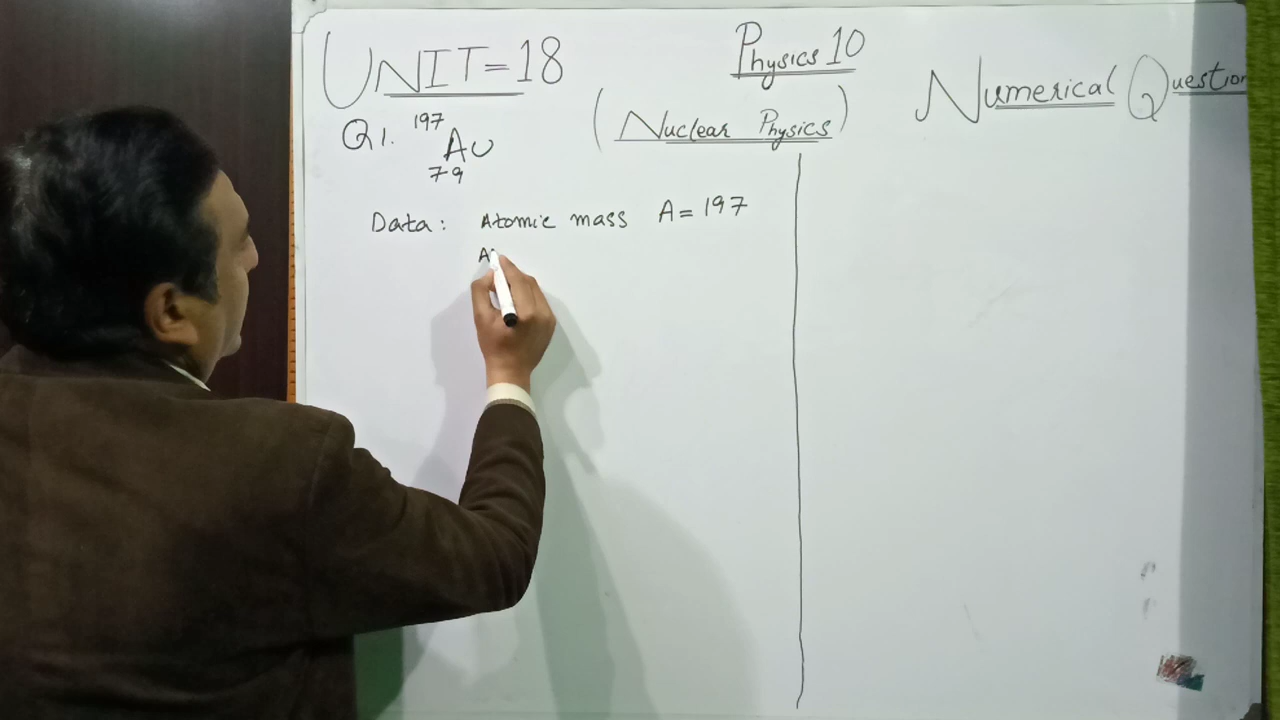 UNIT=18
Physics 10
(Nuclear Physics)
Numerical Question
Q1. 197
Au
79
Data: Atomic mass A=197
A